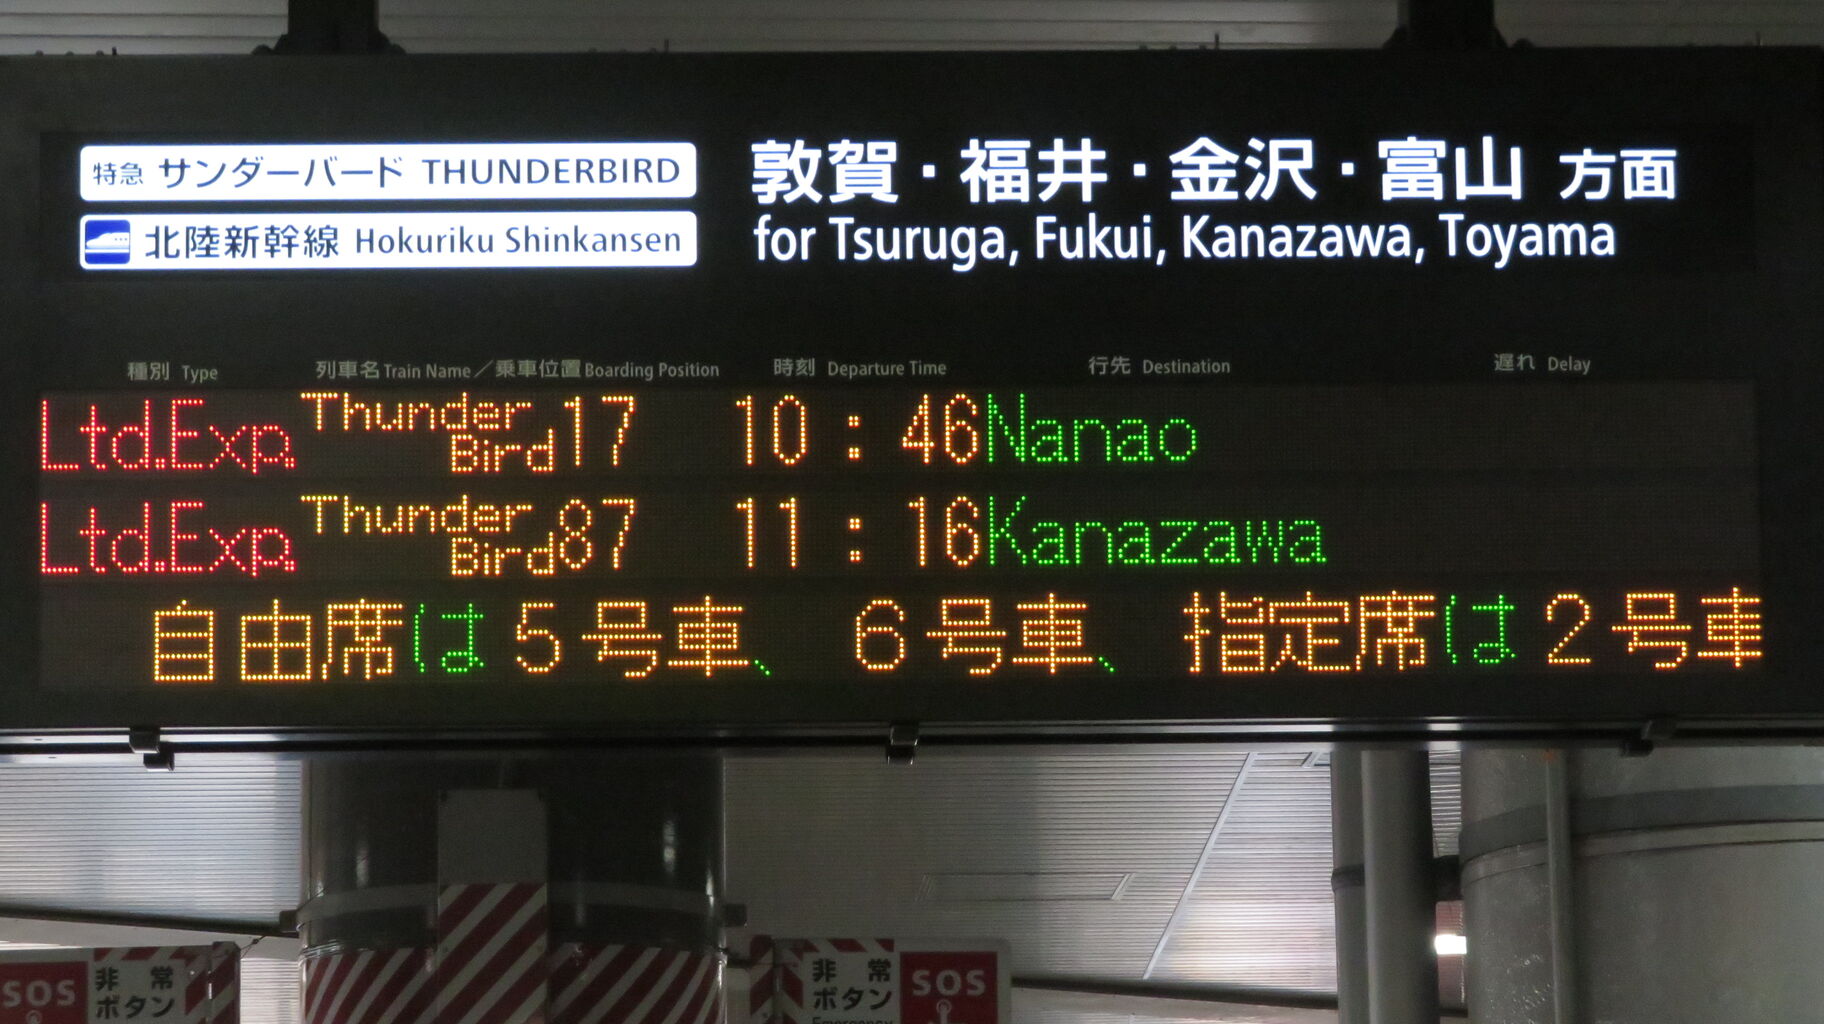 特急 サンダーバード THUNDERBIRD
北陸新幹線 Hokuriku Shinkansen
敦賀・福井・金沢・富山 方面
for Tsuruga, Fukui, Kanazawa, Toyama
種別 Type 列車名 Train Name／乗車位置 Boarding Position 時刻 Departure Time 行先 Destination 遅れ Delay
Ltd.Exp. Thunder Bird 17 10:46 Nanao
Ltd.Exp. Thunder Bird 87 11:16 Kanazawa
自由席は5号車、6号車、指定席は2号車
SOS 非常ボタン
非常ボタン SOS
Emergency